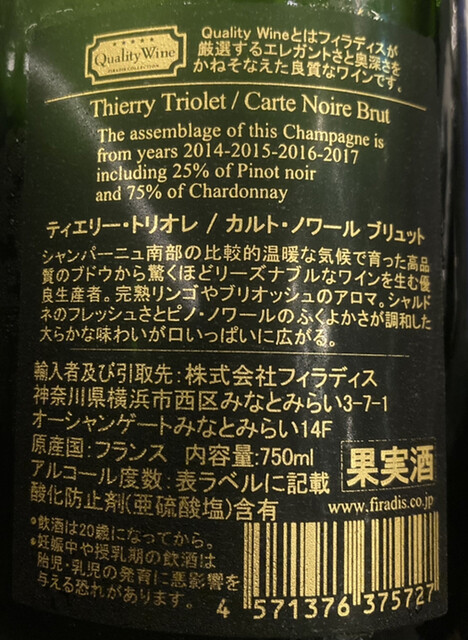 Quality Wine
Quality Wineとはフィラディスが
厳選するエレガントさと奥深さを
かねそなえた良質なワインです。
Thierry Triolet / Carte Noire Brut
The assemblage of this Champagne is
from years 2014-2015-2016-2017
including 25% of Pinot noir
and 75% of Chardonnay
ティエリー・トリオレ / カルト・ノワール ブリュット
シャンパーニュ南部の比較的温暖な気候で育った高品
質のブドウから驚くほどリーズナブルなワインを生む優
良生産者。完熟リンゴやブリオッシュのアロマ。シャルド
ネのフレッシュさとピノ・ノワールのふくよかさが調和した
大らかな味わいが口いっぱいに広がる。
輸入者及び引取先:株式会社フィラディス
神奈川県横浜市西区みなとみらい3-7-1
オーシャンゲートみなとみらい14F
原産国:フランス 内容量:750ml
アルコール度数:表ラベルに記載
酸化防止剤(亜硫酸塩)含有
果実酒
www.firadis.co.jp
●飲酒は20歳になってから。
●妊娠中や授乳期の飲酒は
胎児・乳児の発育に悪影響を
与える恐れがあります。
4 571376 375727